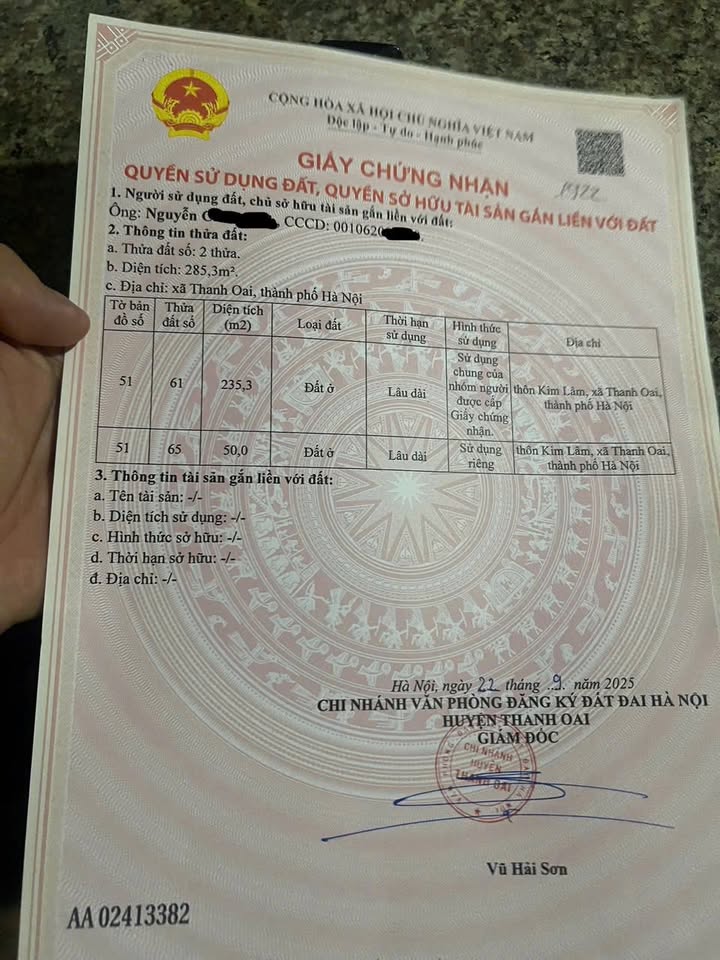 CỘNG HÒA XÃ HỘI CHỦ NGHĨA VIỆT NAM
Độc lập - Tự do - Hạnh phúc
GIẤY CHỨNG NHẬN
1922
QUYỀN SỬ DỤNG ĐẤT, QUYỀN SỞ HỮU TÀI SẢN GẮN LIỀN VỚI ĐẤT
1. Người sử dụng đất, chủ sở hữu tài sản gắn liền với đất:
Ông: Nguyễn C , CCCD: 0010620 .
2. Thông tin thửa đất:
a. Thửa đất số: 2 thửa.
b. Diện tích: 285,3m².
c. Địa chỉ: xã Thanh Oai, thành phố Hà Nội
Tờ bản đồ số Thửa đất số Diện tích (m2) Loại đất Thời hạn sử dụng Hình thức sử dụng Địa chỉ
51 61 235,3 Đất ở Lâu dài Sử dụng chung của nhóm người được cấp Giấy chứng nhận. thôn Kim Lâm, xã Thanh Oai, thành phố Hà Nội
51 65 50,0 Đất ở Lâu dài Sử dụng riêng thôn Kim Lâm, xã Thanh Oai, thành phố Hà Nội
3. Thông tin tài sản gắn liền với đất:
a. Tên tài sản: -/-
b. Diện tích sử dụng: -/-
c. Hình thức sở hữu: -/-
d. Thời hạn sở hữu: -/-
đ. Địa chỉ: -/-
Hà Nội, ngày 22 tháng .9. năm 2025
CHI NHÁNH VĂN PHÒNG ĐĂNG KÝ ĐẤT ĐAI HÀ NỘI
HUYỆN THANH OAI
GIÁM ĐỐC
CHI NHÁNH
HUYỆN
THANH OAI
Vũ Hải Sơn
AA 02413382